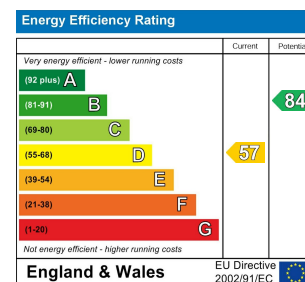 Energy Efficiency Rating
Current Potentia
Very energy efficient - lower running costs
(92 plus) A
(81-91) B
84
(69-80) C
(55-68) D
57
(39-54) E
(21-38) F
(1-20) G
Not energy efficient - higher running costs
England & Wales
EU Directive
2002/91/EC